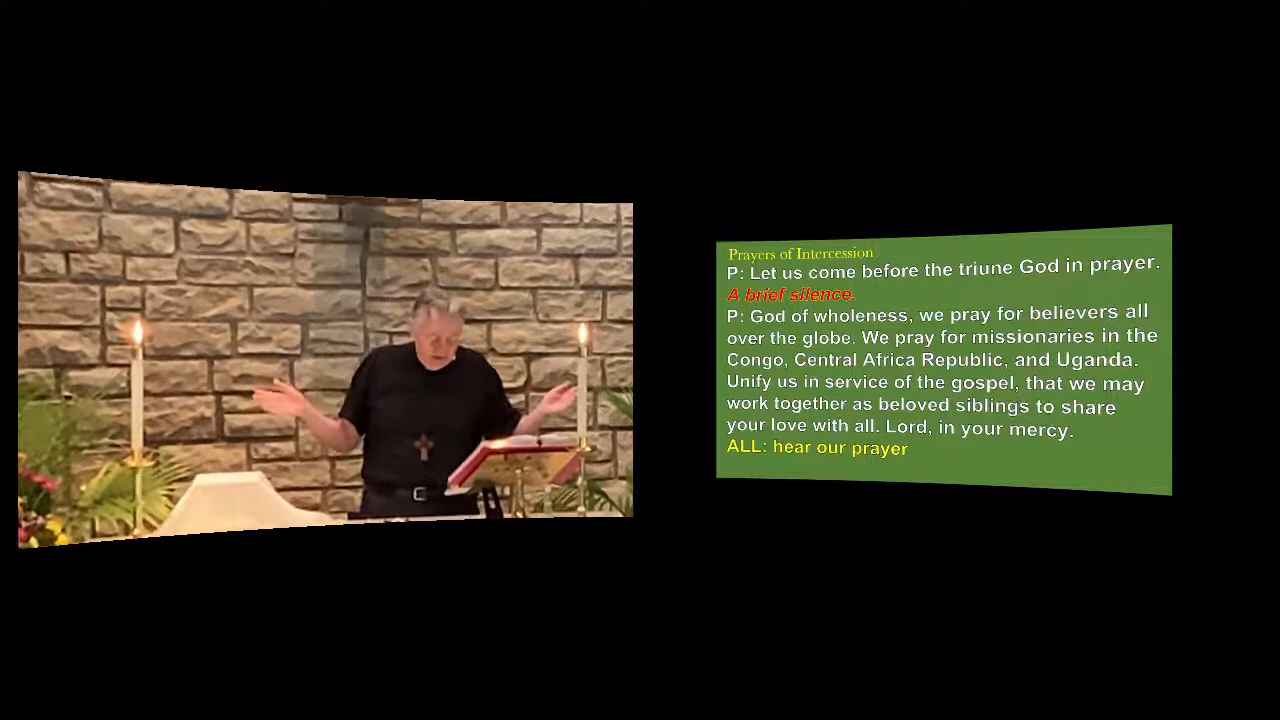 Prayers of Intercession
P: Let us come before the triune God in prayer.
A brief silence.
P: God of wholeness, we pray for believers all
over the globe. We pray for missionaries in the
Congo, Central Africa Republic, and Uganda.
Unify us in service of the gospel, that we may
work together as beloved siblings to share
your love with all. Lord, in your mercy.
ALL: hear our prayer